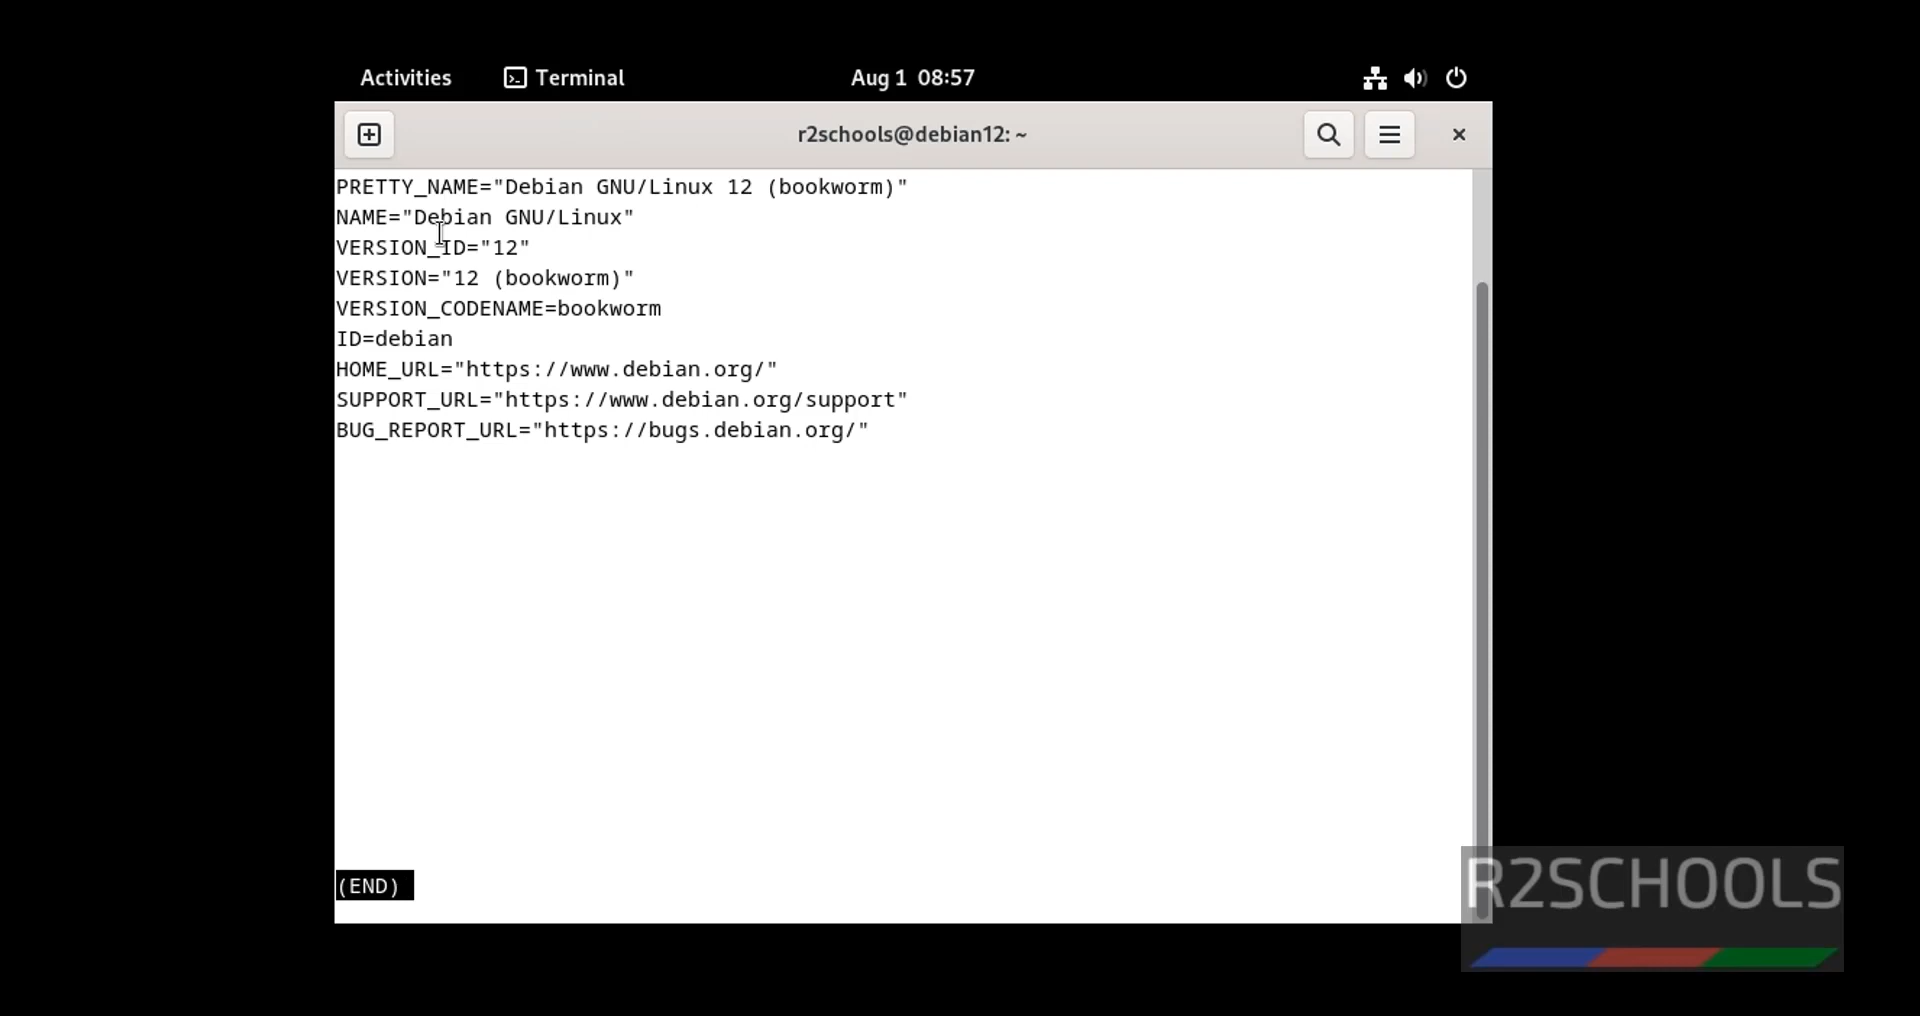 Activities Terminal Aug 1 08:57
r2schools@debian12: ~
PRETTY_NAME="Debian GNU/Linux 12 (bookworm)"
NAME="Debian GNU/Linux"
VERSION_ID="12"
VERSION="12 (bookworm)"
VERSION_CODENAME=bookworm
ID=debian
HOME_URL="https://www.debian.org/"
SUPPORT_URL="https://www.debian.org/support"
BUG_REPORT_URL="https://bugs.debian.org/"
(END)
R2SCHOOLS